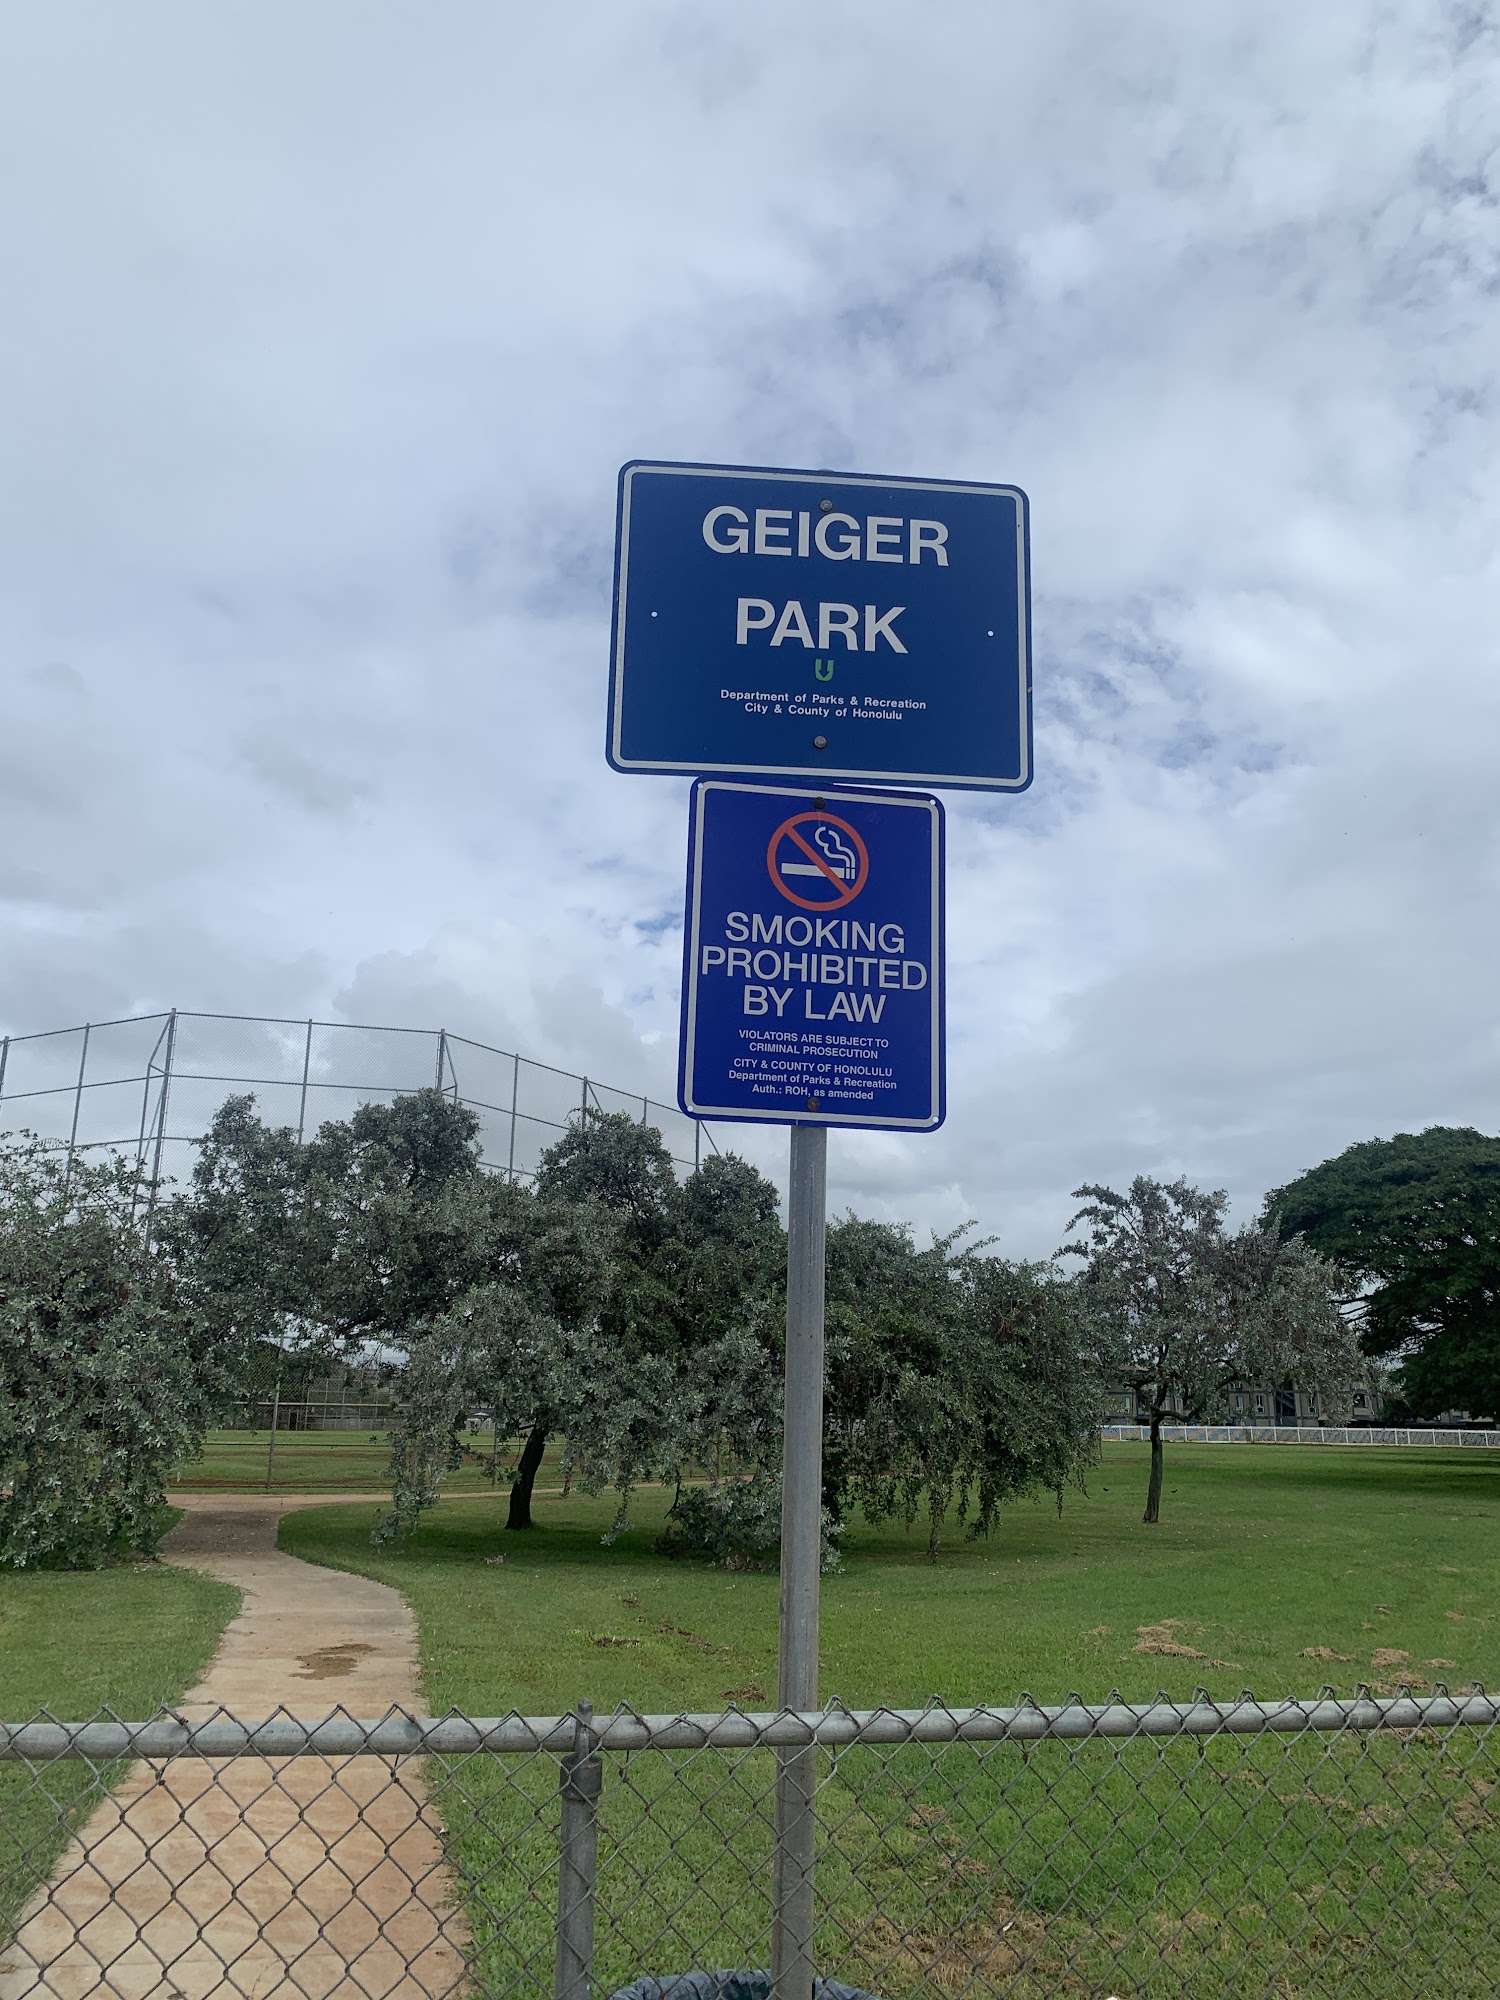 GEIGER
PARK
Department of Parks & Recreation
City & County of Honolulu
SMOKING
PROHIBITED
BY LAW
VIOLATORS ARE SUBJECT TO
CRIMINAL PROSECUTION
CITY & COUNTY OF HONOLULU
Department of Parks & Recreation
Auth.: ROH, as amended